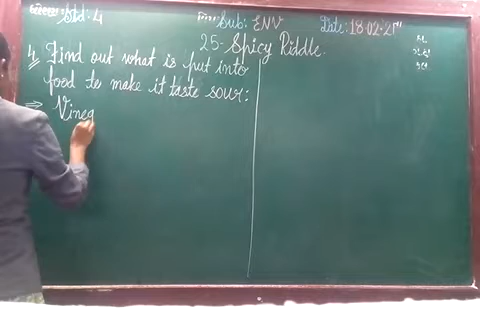 Std: 4
Sub: ENV
Date: 18-02-21
25- Spicy Riddle.
4 Find out what is put into
food to make it taste sour:
⇒ Vineg